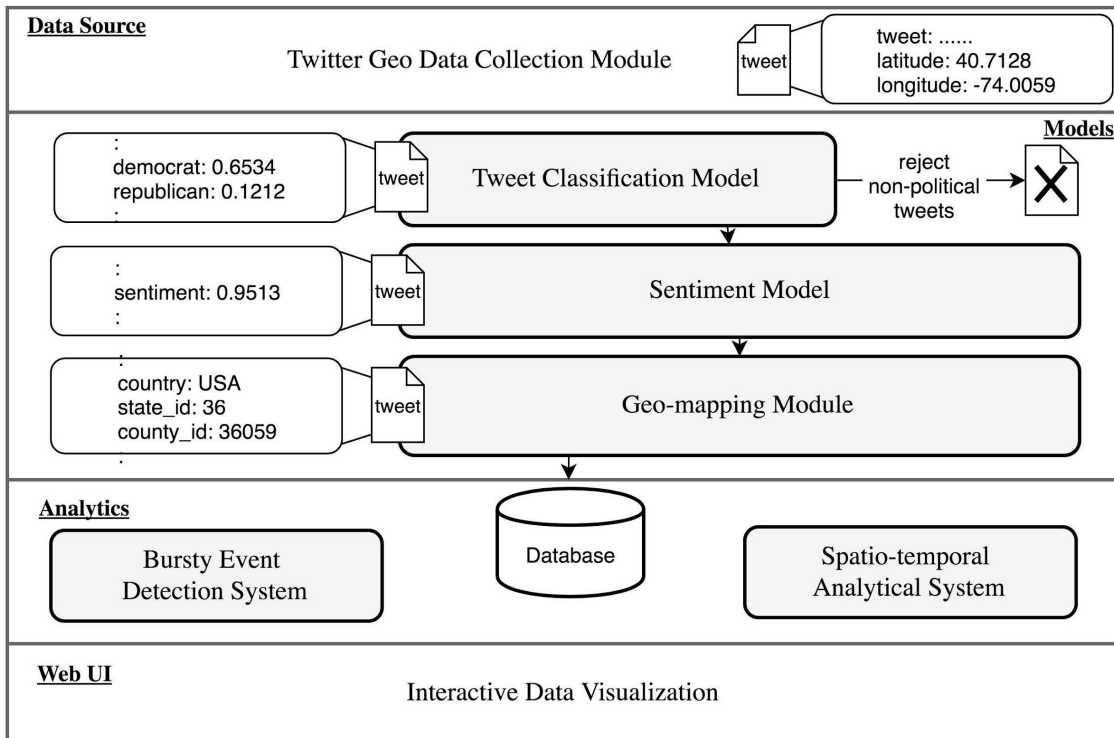 Data Source
Twitter Geo Data Collection Module
tweet
tweet: ......
latitude: 40.7128
longitude: -74.0059
Models
:
democrat: 0.6534
republican: 0.1212
:
tweet
Tweet Classification Model
reject
non-political
tweets
:
sentiment: 0.9513
:
tweet
Sentiment Model
:
country: USA
state_id: 36
county_id: 36059
:
tweet
Geo-mapping Module
Analytics
Bursty Event
Detection System
Database
Spatio-temporal
Analytical System
Web UI
Interactive Data Visualization